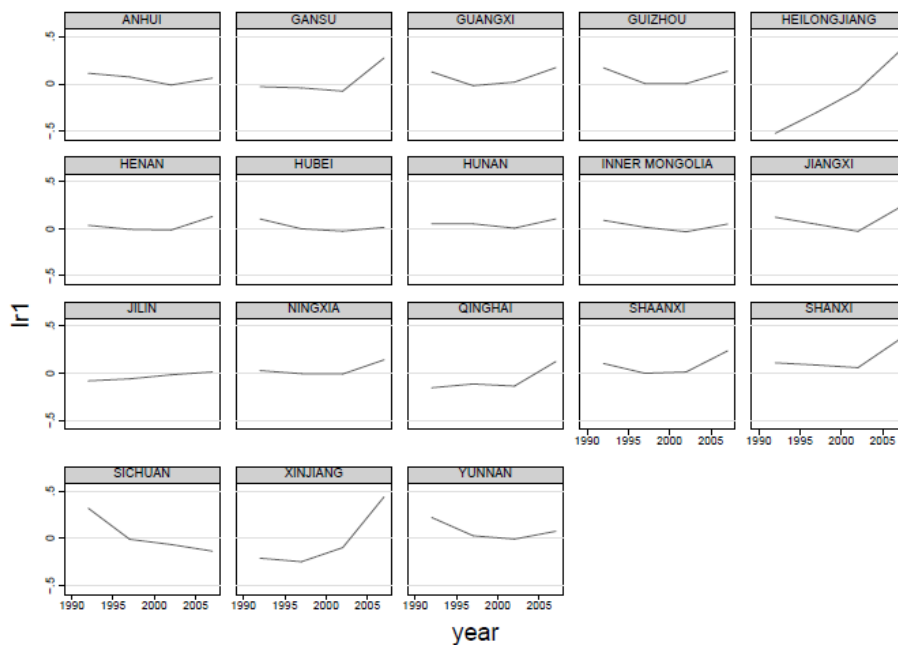 ANHUI GANSU GUANGXI GUIZHOU HEILONGJIANG
.5
0
-.5
HENAN HUBEI HUNAN INNER MONGOLIA JIANGXI
.5
0
-.5
JILIN NINGXIA QINGHAI SHAANXI SHANXI
.5
0
-.5
1990 1995 2000 2005 1990 1995 2000 2005
SICHUAN XINJIANG YUNNAN
.5
0
-.5
1990 1995 2000 2005 1990 1995 2000 2005 1990 1995 2000 2005
lr1
year